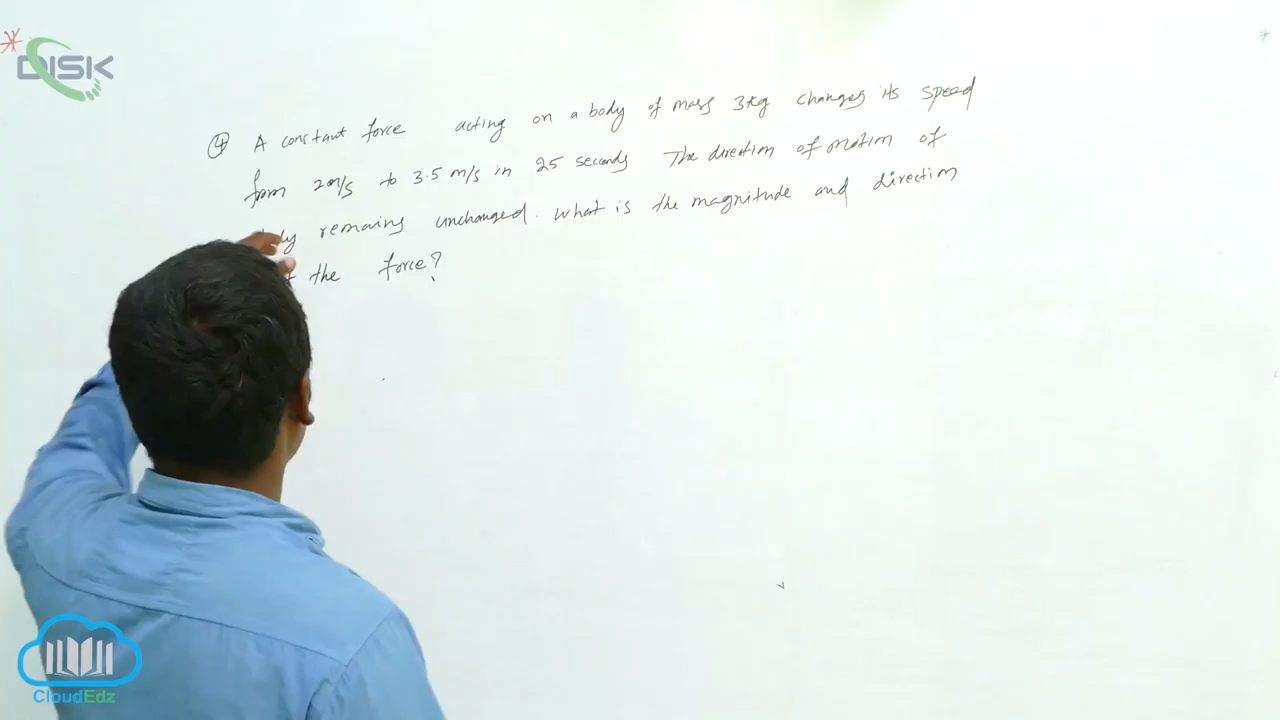 DISK
④ A constant force acting on a body of mass 3kg changes its speed
from 2m/s to 3.5 m/s in 25 seconds The direction of motion of
remains unchanged. What is the magnitude and direction
the force?
CloudEdz